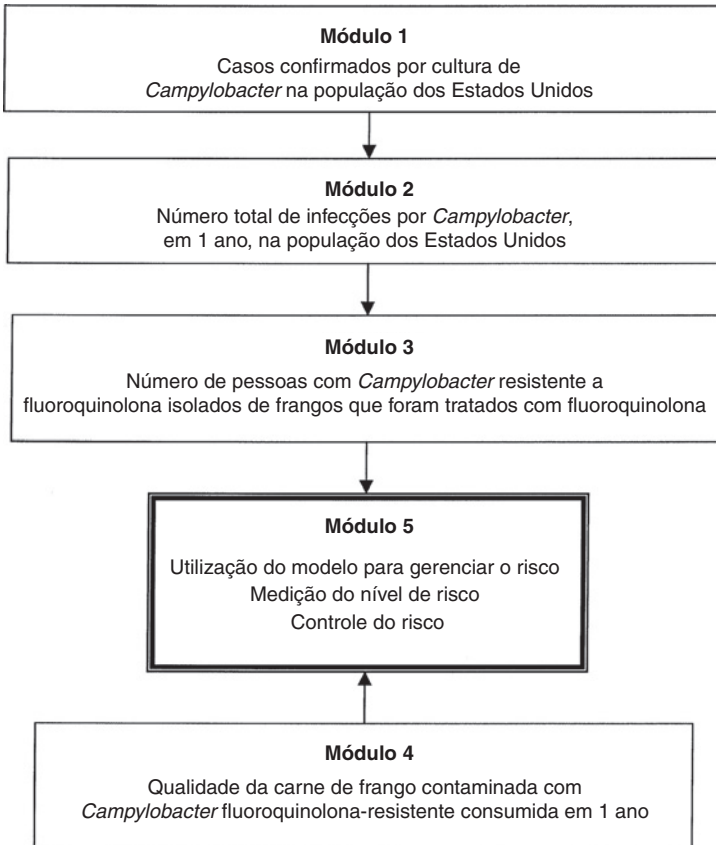 Módulo 1
Casos confirmados por cultura de
Campylobacter na população dos Estados Unidos
Módulo 2
Número total de infecções por Campylobacter,
em 1 ano, na população dos Estados Unidos
Módulo 3
Número de pessoas com Campylobacter resistente a
fluoroquinolona isolados de frangos que foram tratados com fluoroquinolona
Módulo 5
Utilização do modelo para gerenciar o risco
Medição do nível de risco
Controle do risco
Módulo 4
Qualidade da carne de frango contaminada com
Campylobacter fluoroquinolona-resistente consumida em 1 ano